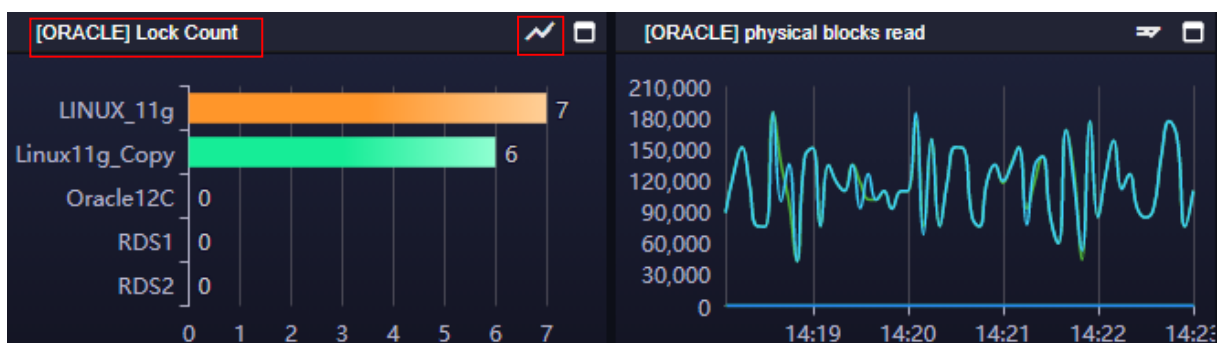 [ORACLE] Lock Count
LINUX_11g
7
Linux11g_Copy
6
Oracle12C
0
RDS1
0
RDS2
0
0 1 2 3 4 5 6 7
[ORACLE] physical blocks read
210,000
180,000
150,000
120,000
90,000
60,000
30,000
0
14:19 14:20 14:21 14:22 14:23